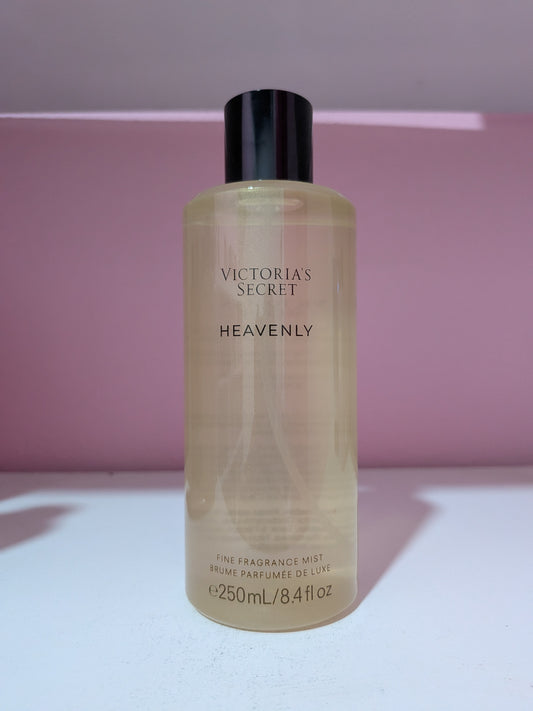 VICTORIA'S
SECRET
HEAVENLY
FINE FRAGRANCE MIST
BRUME PARFUMÉE DE LUXE
℮250mL/8.4fl oz